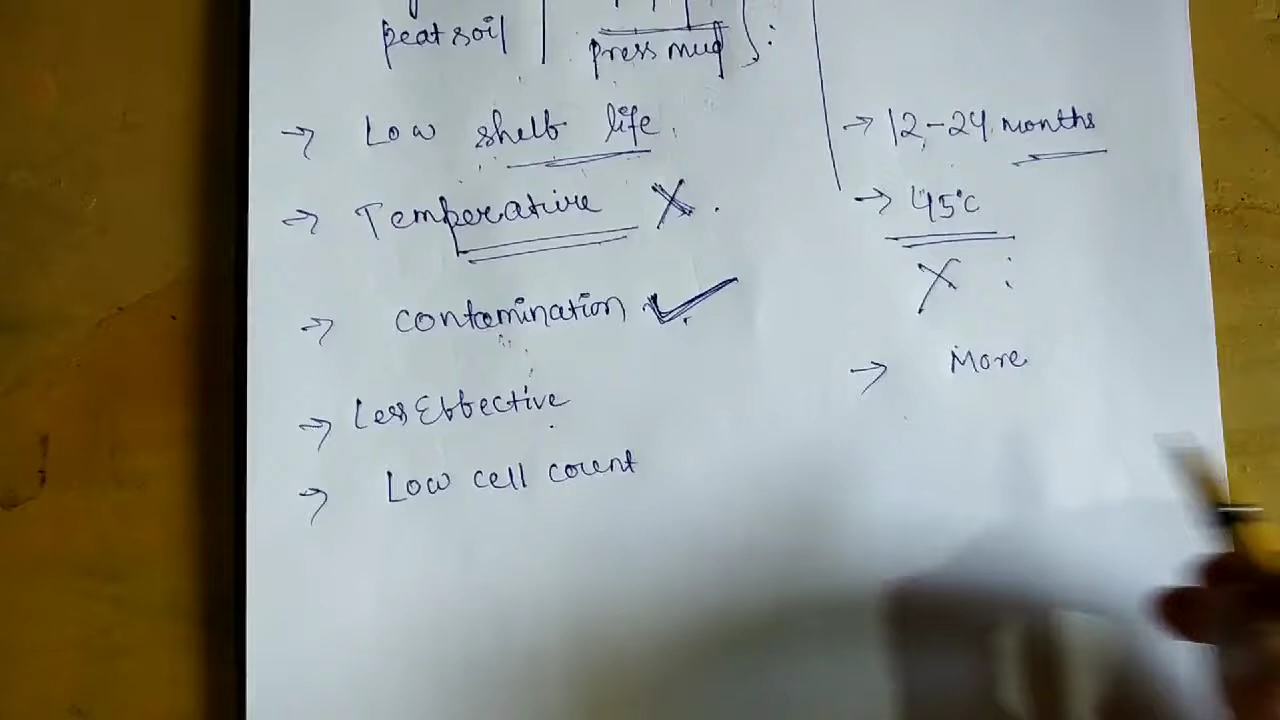 peat soil | press mud :
→ Low shelf life.
→ 12-24 months
→ Temperature X.
→ 45°C
X :
→ contamination ✓.
→ Less Effective
→ More
→ Low cell count